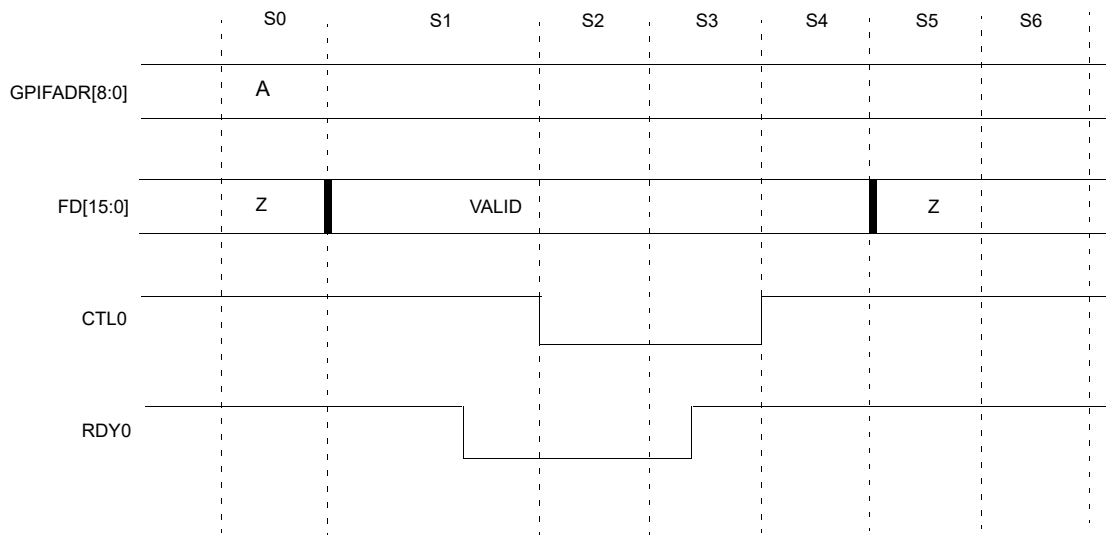 S0 S1 S2 S3 S4 S5 S6
GPIFADR[8:0] A
FD[15:0] Z VALID Z
CTL0
RDY0